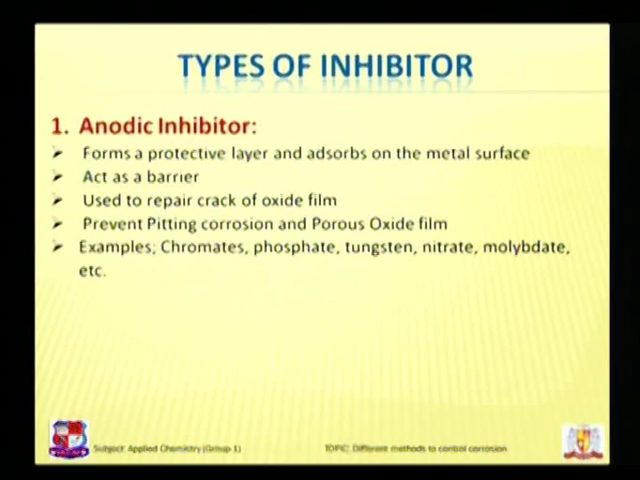 TYPES OF INHIBITOR
1. Anodic Inhibitor:
➢ Forms a protective layer and adsorbs on the metal surface
➢ Act as a barrier
➢ Used to repair crack of oxide film
➢ Prevent Pitting corrosion and Porous Oxide film
➢ Examples; Chromates, phosphate, tungsten, nitrate, molybdate,
etc.
Subject: Applied Chemistry (Group 1)
TOPIC: Different methods to control corrosion